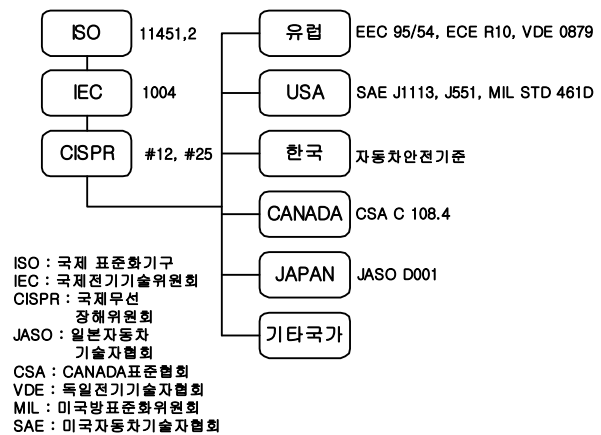 ISO 11451,2
IEC 1004
CISPR #12, #25
유럽 EEC 95/54, ECE R10, VDE 0879
USA SAE J1113, J551, MIL STD 461D
한국 자동차안전기준
CANADA CSA C 108.4
JAPAN JASO D001
기타국가
ISO : 국제 표준화기구
IEC : 국제전기기술위원회
CISPR : 국제무선
장해위원회
JASO : 일본자동차
기술자협회
CSA : CANADA표준협회
VDE : 독일전기기술자협회
MIL : 미국방표준화위원회
SAE : 미국자동차기술자협회